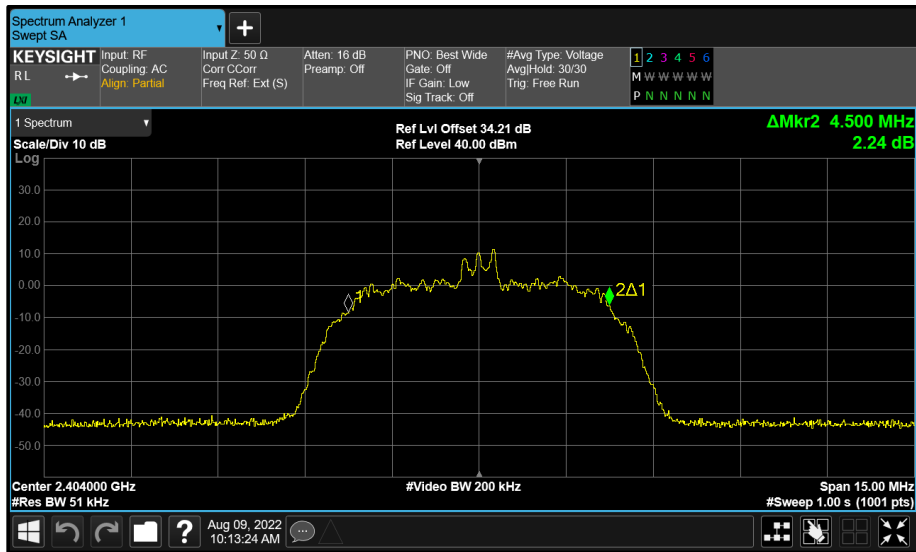 Spectrum Analyzer 1
Swept SA
+
KEYSIGHT
RL
LXI
Input: RF
Coupling: AC
Align: Partial
Input Z: 50 Ω
Corr CCorr
Freq Ref: Ext (S)
Atten: 16 dB
Preamp: Off
PNO: Best Wide
Gate: Off
IF Gain: Low
Sig Track: Off
#Avg Type: Voltage
Avg|Hold: 30/30
Trig: Free Run
1 2 3 4 5 6
M W W W W W
P N N N N N
1 Spectrum
Scale/Div 10 dB
Ref Lvl Offset 34.21 dB
Ref Level 40.00 dBm
ΔMkr2 4.500 MHz
2.24 dB
Log
30.0
20.0
10.0
0.00
-10.0
-20.0
-30.0
-40.0
-50.0
1
2Δ1
Center 2.404000 GHz
#Res BW 51 kHz
#Video BW 200 kHz
Span 15.00 MHz
#Sweep 1.00 s (1001 pts)
?
Aug 09, 2022
10:13:24 AM